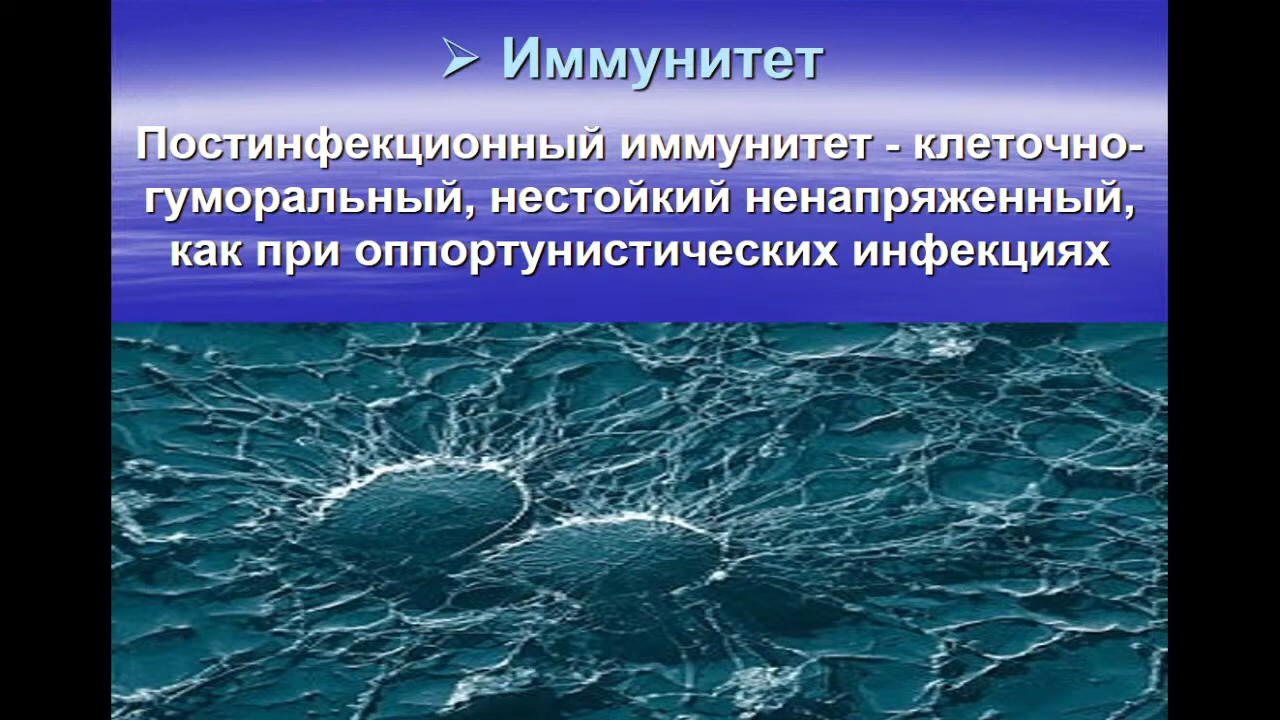 ➢ Иммунитет
Постинфекционный иммунитет - клеточно-
гуморальный, нестойкий ненапряженный,
как при оппортунистических инфекциях